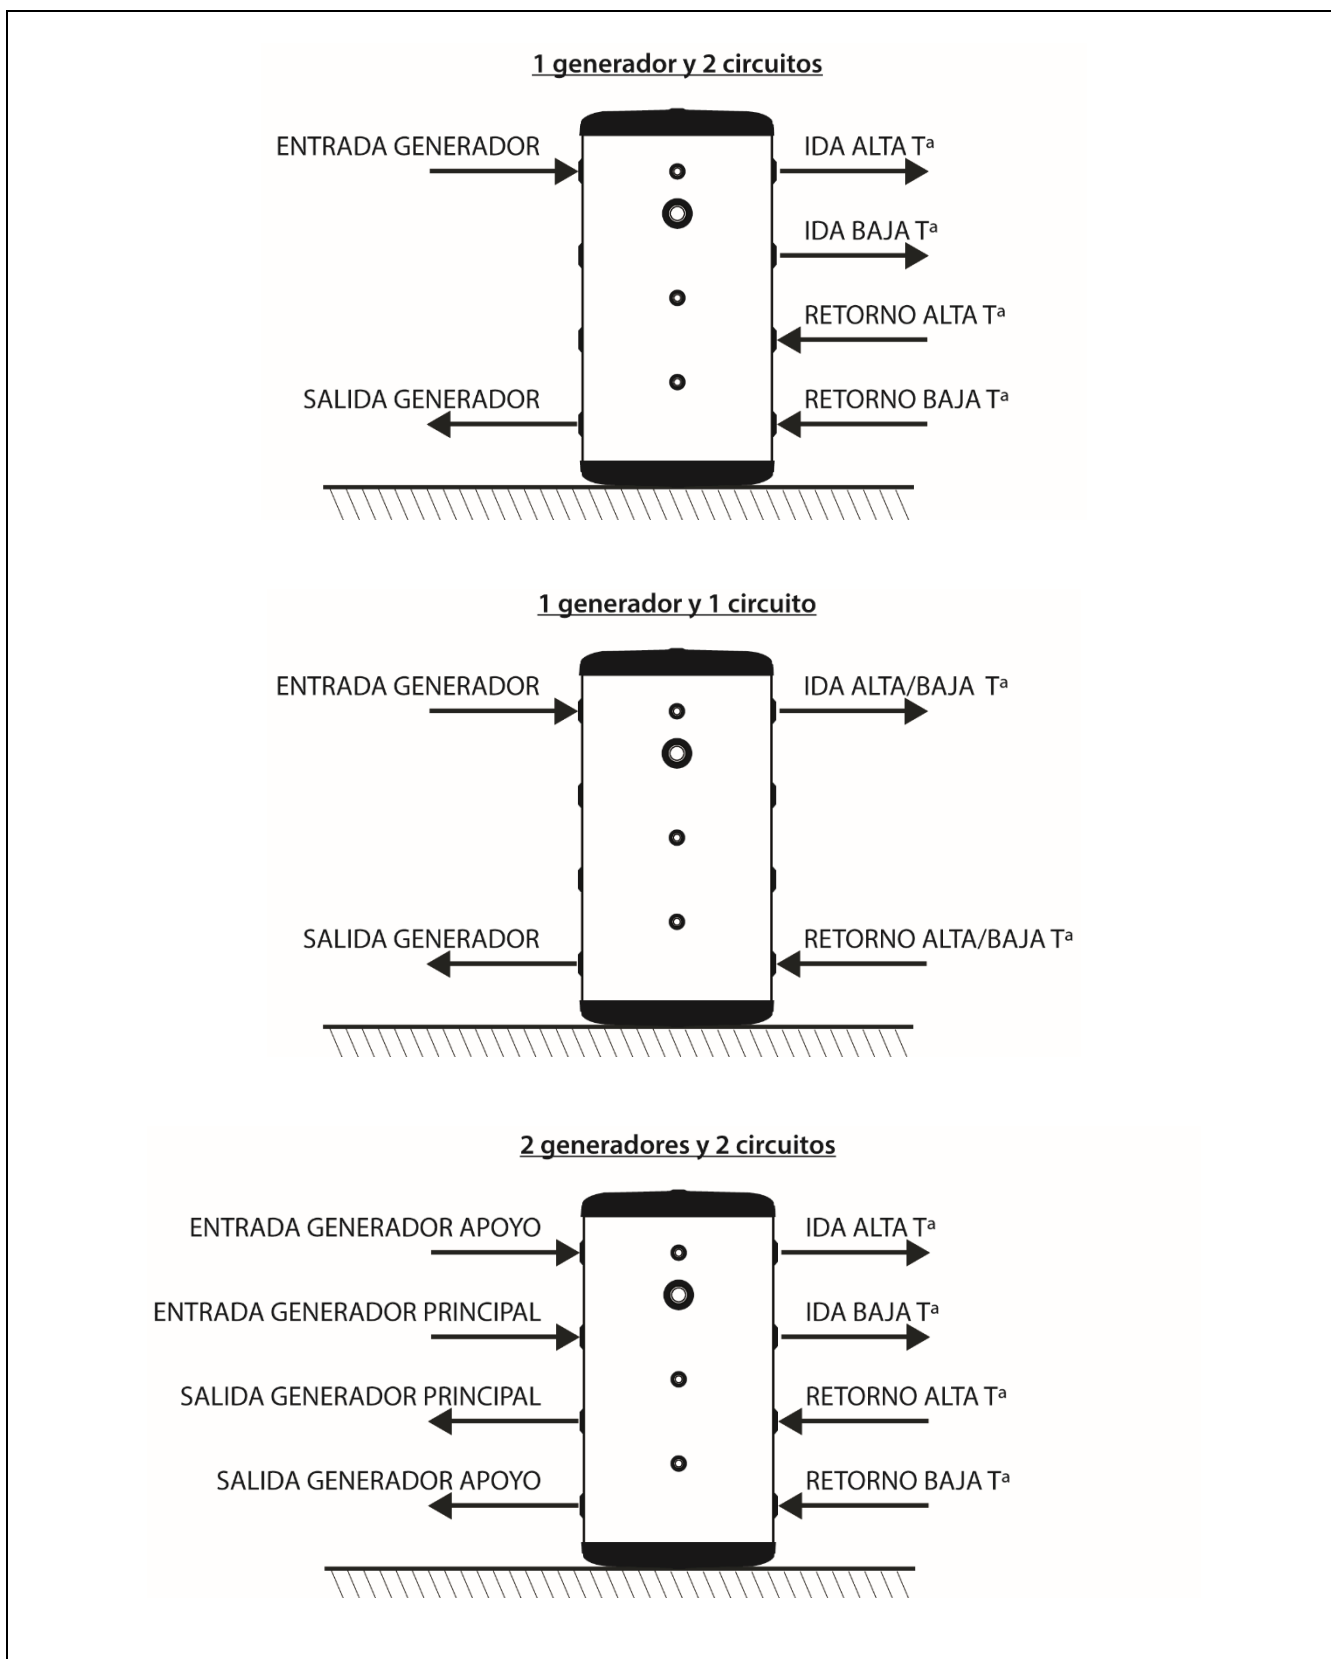 1 generador y 2 circuitos
ENTRADA GENERADOR
IDA ALTA Tª
IDA BAJA Tª
RETORNO ALTA Tª
SALIDA GENERADOR
RETORNO BAJA Tª
1 generador y 1 circuito
ENTRADA GENERADOR
IDA ALTA/BAJA Tª
SALIDA GENERADOR
RETORNO ALTA/BAJA Tª
2 generadores y 2 circuitos
ENTRADA GENERADOR APOYO
IDA ALTA Tª
ENTRADA GENERADOR PRINCIPAL
IDA BAJA Tª
SALIDA GENERADOR PRINCIPAL
RETORNO ALTA Tª
SALIDA GENERADOR APOYO
RETORNO BAJA Tª